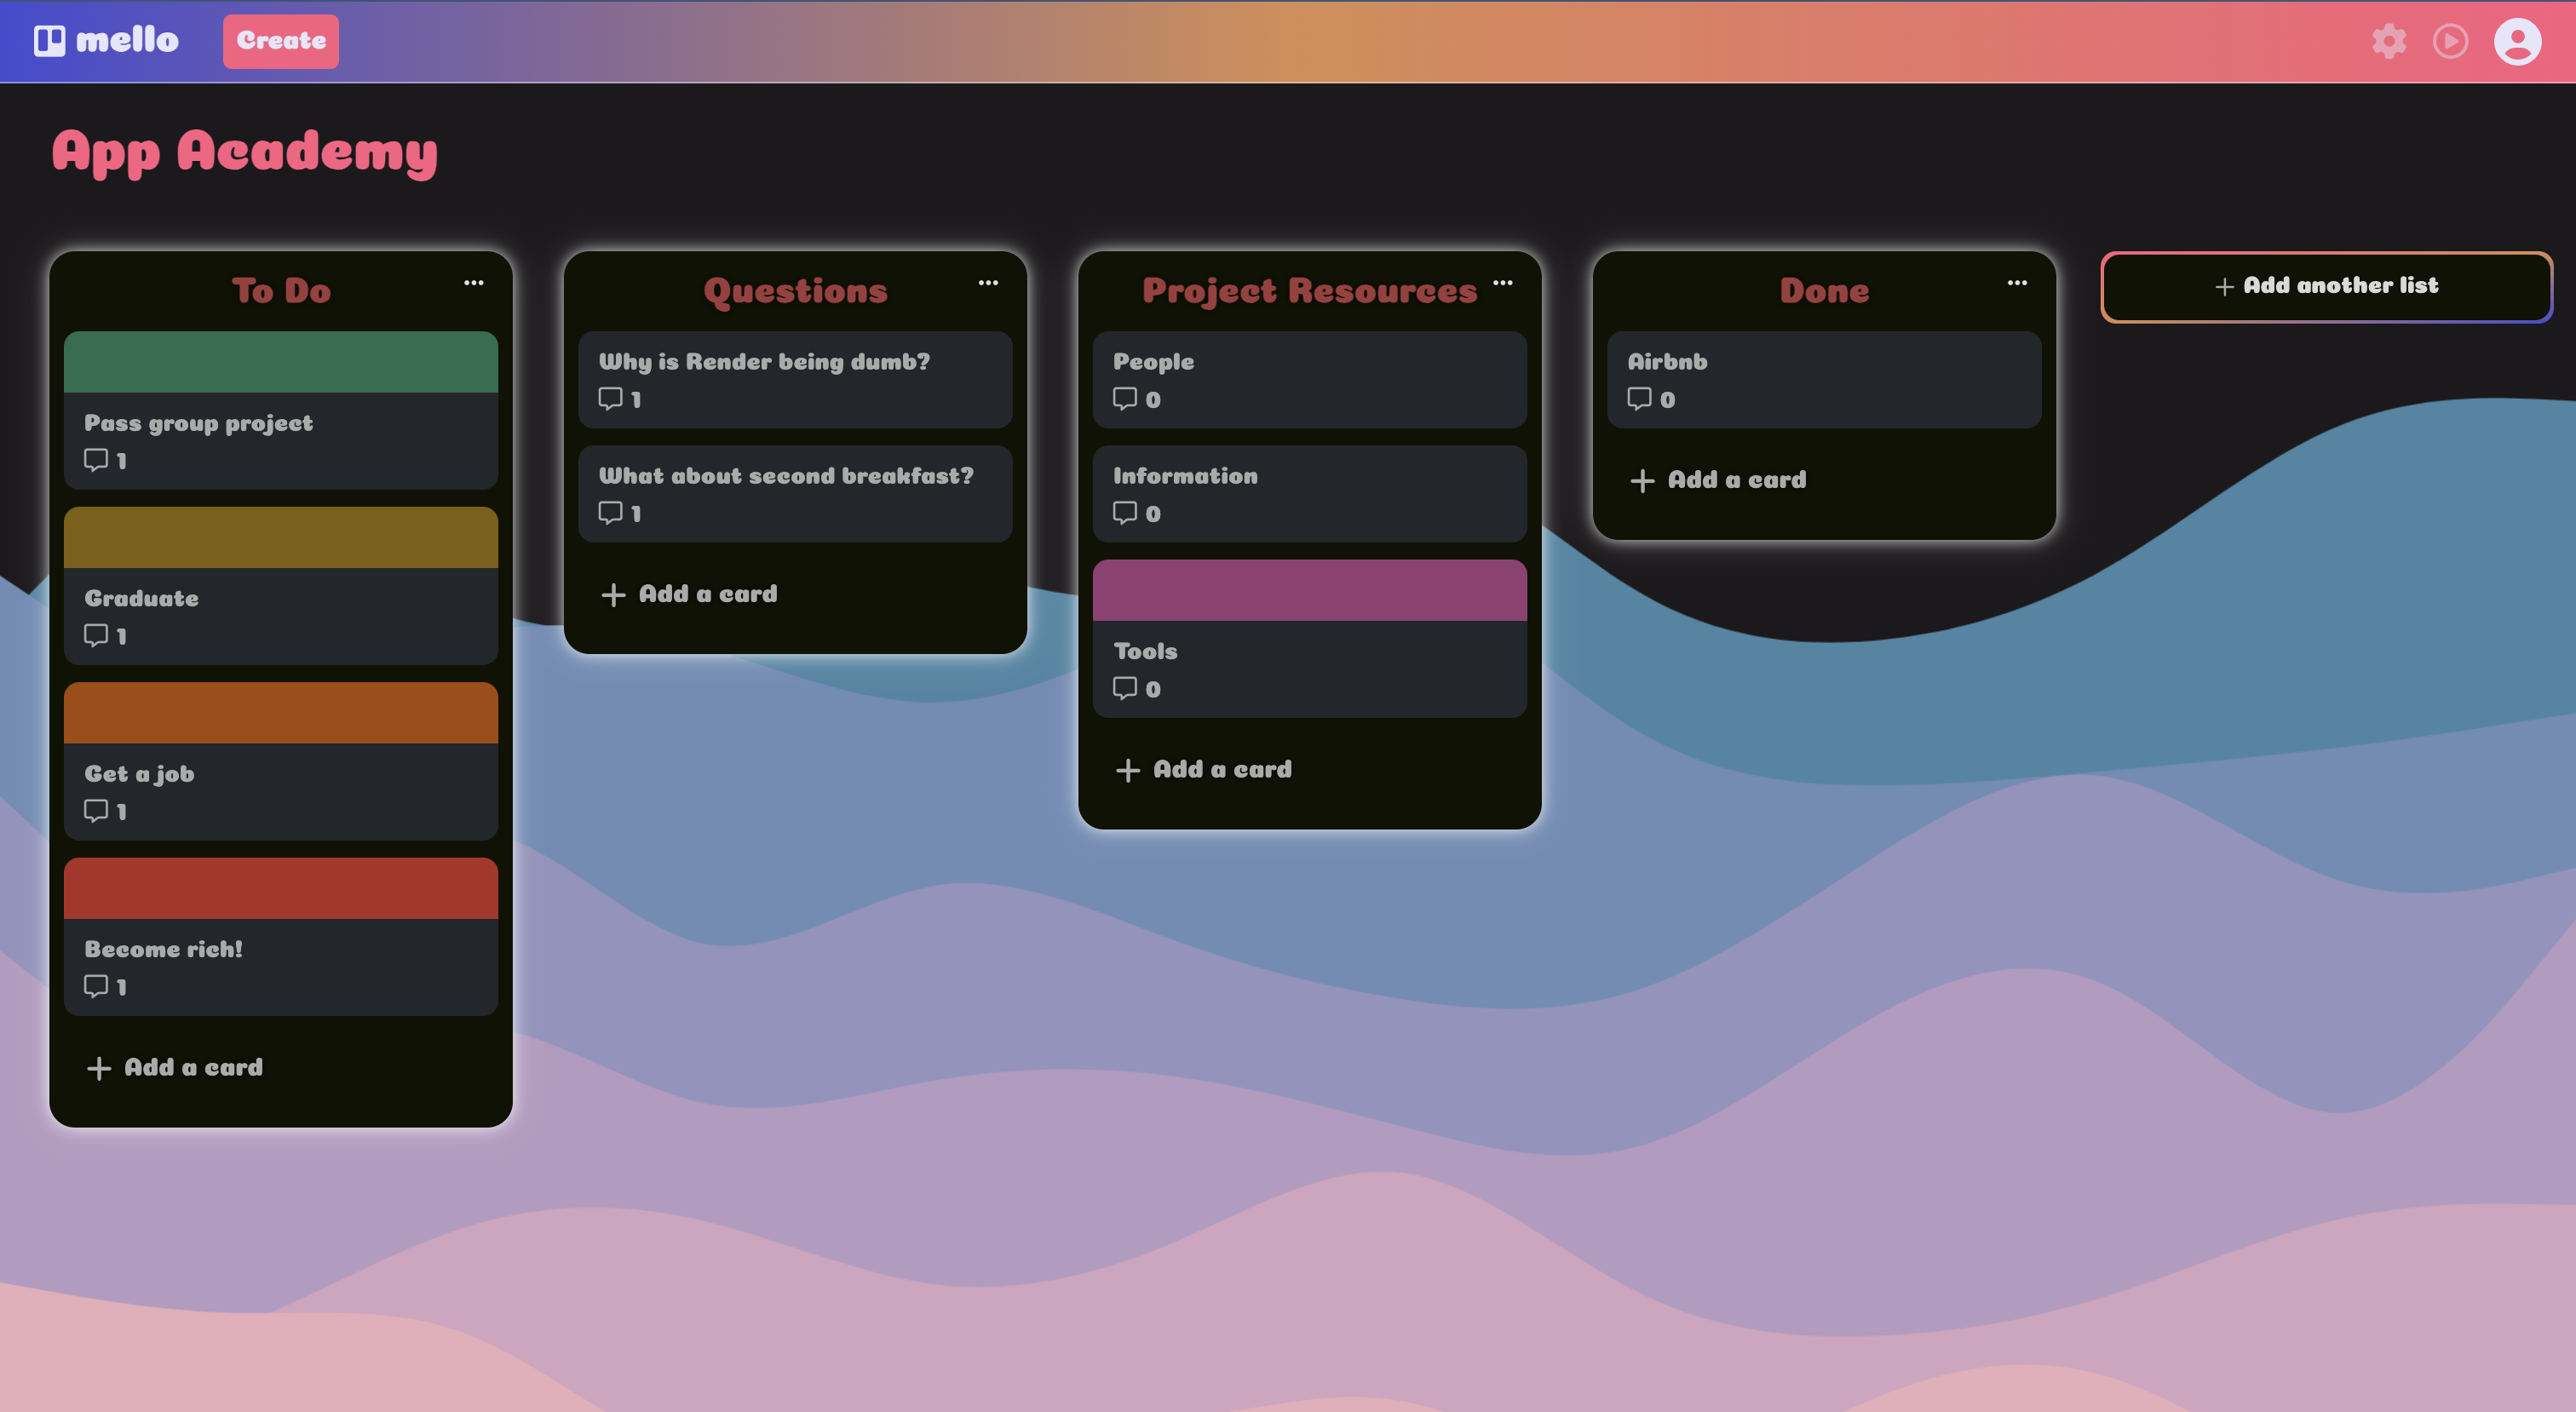 mello
Create
App Academy
To Do
Pass group project
1
Graduate
1
Get a job
1
Become rich!
1
Add a card
Questions
Why is Render being dumb?
1
What about second breakfast?
1
Add a card
Project Resources
People
0
Information
0
Tools
0
Add a card
Done
Airbnb
0
Add a card
Add another list